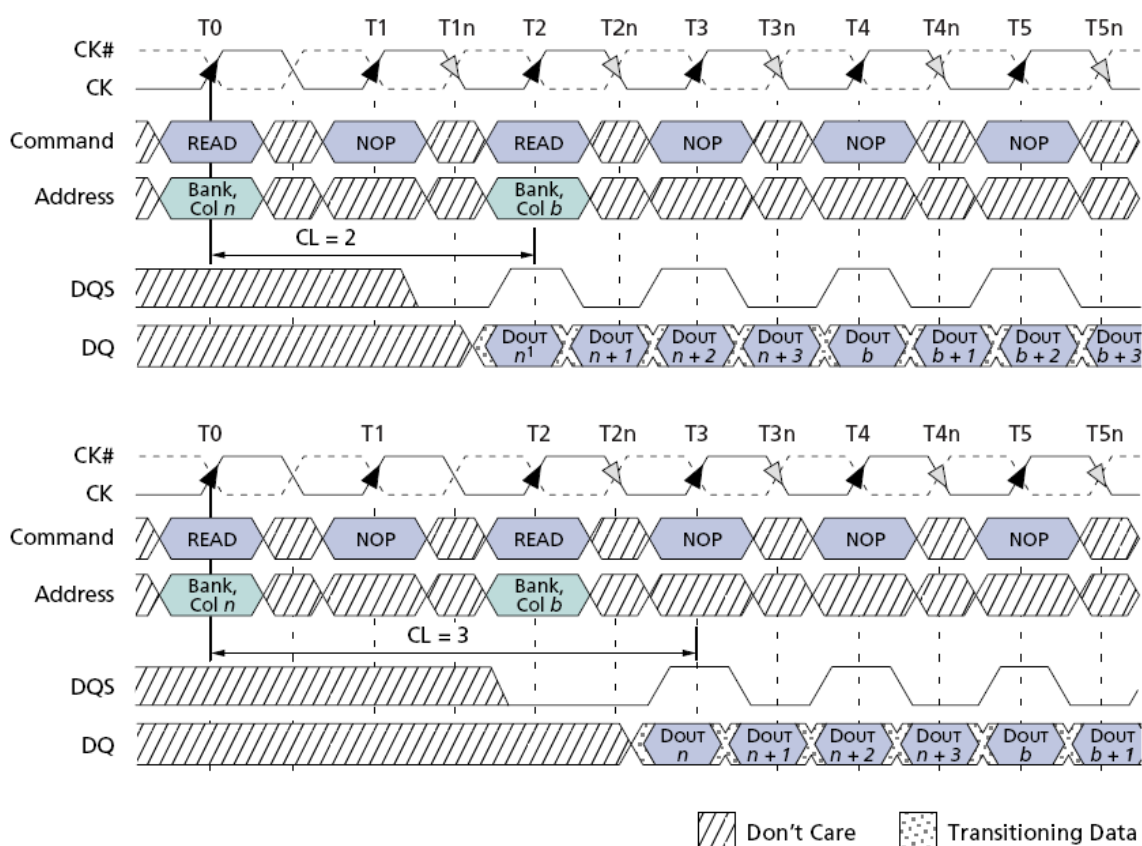 T0 T1 T1n T2 T2n T3 T3n T4 T4n T5 T5n
CK#
CK
Command READ NOP READ NOP NOP NOP
Address Bank, Col n Bank, Col b
CL = 2
DQS
DQ DOUT n¹ DOUT n + 1 DOUT n + 2 DOUT n + 3 DOUT b DOUT b + 1 DOUT b + 2 DOUT b + 3
T0 T1 T2 T2n T3 T3n T4 T4n T5 T5n
CK#
CK
Command READ NOP READ NOP NOP NOP
Address Bank, Col n Bank, Col b
CL = 3
DQS
DQ DOUT n DOUT n + 1 DOUT n + 2 DOUT n + 3 DOUT b DOUT b + 1
Don't Care Transitioning Data